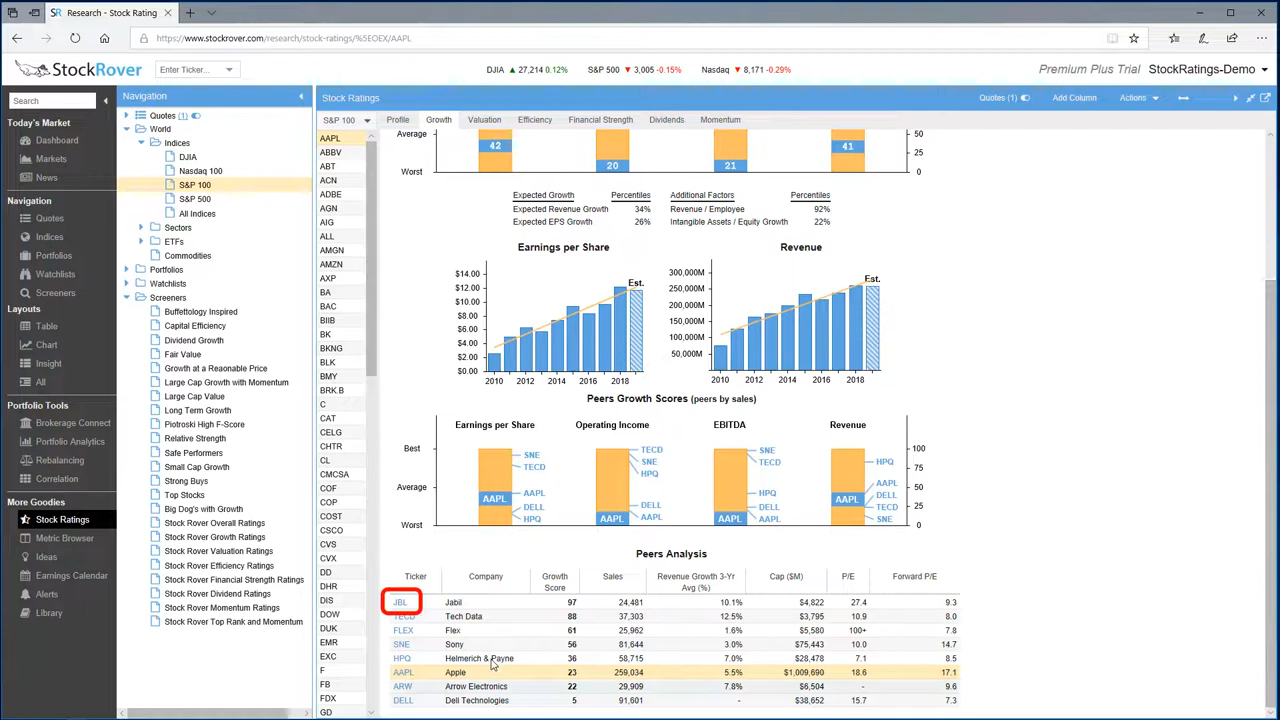 Research - Stock Rating
https://www.stockrover.com/research/stock-ratings/%5EOEX/AAPL
StockRover
Enter Ticker...
DJIA ▲ 27,214 0.12% S&P 500 ▼ 3,005 -0.15% Nasdaq ▼ 8,171 -0.29%
Premium Plus Trial StockRatings-Demo
Search
Today's Market
Dashboard
Markets
News
Navigation
Quotes
Indices
Portfolios
Watchlists
Screeners
Layouts
Table
Chart
Insight
All
Portfolio Tools
Brokerage Connect
Portfolio Analytics
Rebalancing
Correlation
More Goodies
Stock Ratings
Metric Browser
Ideas
Earnings Calendar
Alerts
Library
Navigation
Quotes (1)
World
Indices
DJIA
Nasdaq 100
S&P 100
S&P 500
All Indices
Sectors
ETFs
Commodities
Portfolios
Watchlists
Screeners
Buffettology Inspired
Capital Efficiency
Dividend Growth
Fair Value
Growth at a Reasonable Price
Large Cap Growth with Momentum
Large Cap Value
Long Term Growth
Piotroski High F-Score
Relative Strength
Safe Performers
Small Cap Growth
Strong Buys
Top Stocks
Big Dog's with Growth
Stock Rover Overall Ratings
Stock Rover Growth Ratings
Stock Rover Valuation Ratings
Stock Rover Efficiency Ratings
Stock Rover Financial Strength Ratings
Stock Rover Dividend Ratings
Stock Rover Momentum Ratings
Stock Rover Top Rank and Momentum
Stock Ratings
Quotes (1) Add Column Actions
S&P 100
Profile Growth Valuation Efficiency Financial Strength Dividends Momentum
AAPL
ABBV
ABT
ACN
ADBE
AGN
AIG
ALL
AMGN
AMZN
AXP
BA
BAC
BIIB
BK
BKNG
BLK
BMY
BRK.B
C
CAT
CELG
CHTR
CL
CMCSA
COF
COP
COST
CSCO
CVS
CVX
DD
DHR
DIS
DOW
DUK
EMR
EXC
F
FB
FDX
GD
Average 50
42 20 21 41
Worst 0
Expected Growth Percentiles Additional Factors Percentiles
Expected Revenue Growth 34% Revenue / Employee 92%
Expected EPS Growth 26% Intangible Assets / Equity Growth 22%
Earnings per Share
$14.00
$12.00
$10.00
$8.00
$6.00
$4.00
$2.00
$0.00
Est.
2010 2012 2014 2016 2018
Revenue
300,000M
250,000M
200,000M
150,000M
100,000M
50,000M
Est.
2010 2012 2014 2016 2018
Peers Growth Scores (peers by sales)
Earnings per Share Operating Income EBITDA Revenue
Best
Average
Worst
SNE
TECD
AAPL
AAPL
DELL
HPQ
TECD
SNE
HPQ
DELL
AAPL
AAPL
SNE
TECD
HPQ
DELL
AAPL
AAPL
HPQ
AAPL
DELL
AAPL
TECD
SNE
100
75
50
25
0
Peers Analysis
Ticker Company Growth Score Sales Revenue Growth 3-Yr Avg (%) Cap ($M) P/E Forward P/E
JBL Jabil 97 24,481 10.1% $4,822 27.4 9.3
TECD Tech Data 88 37,303 12.5% $3,795 10.9 8.0
FLEX Flex 61 25,962 1.6% $5,580 100+ 7.8
SNE Sony 56 81,644 3.0% $75,443 10.0 14.7
HPQ Helmerich & Payne 36 58,715 7.0% $28,478 7.1 8.5
AAPL Apple 23 259,034 5.5% $1,009,690 18.6 17.1
ARW Arrow Electronics 22 29,909 7.8% $6,504 - 9.6
DELL Dell Technologies 5 91,601 - $38,652 15.7 7.3